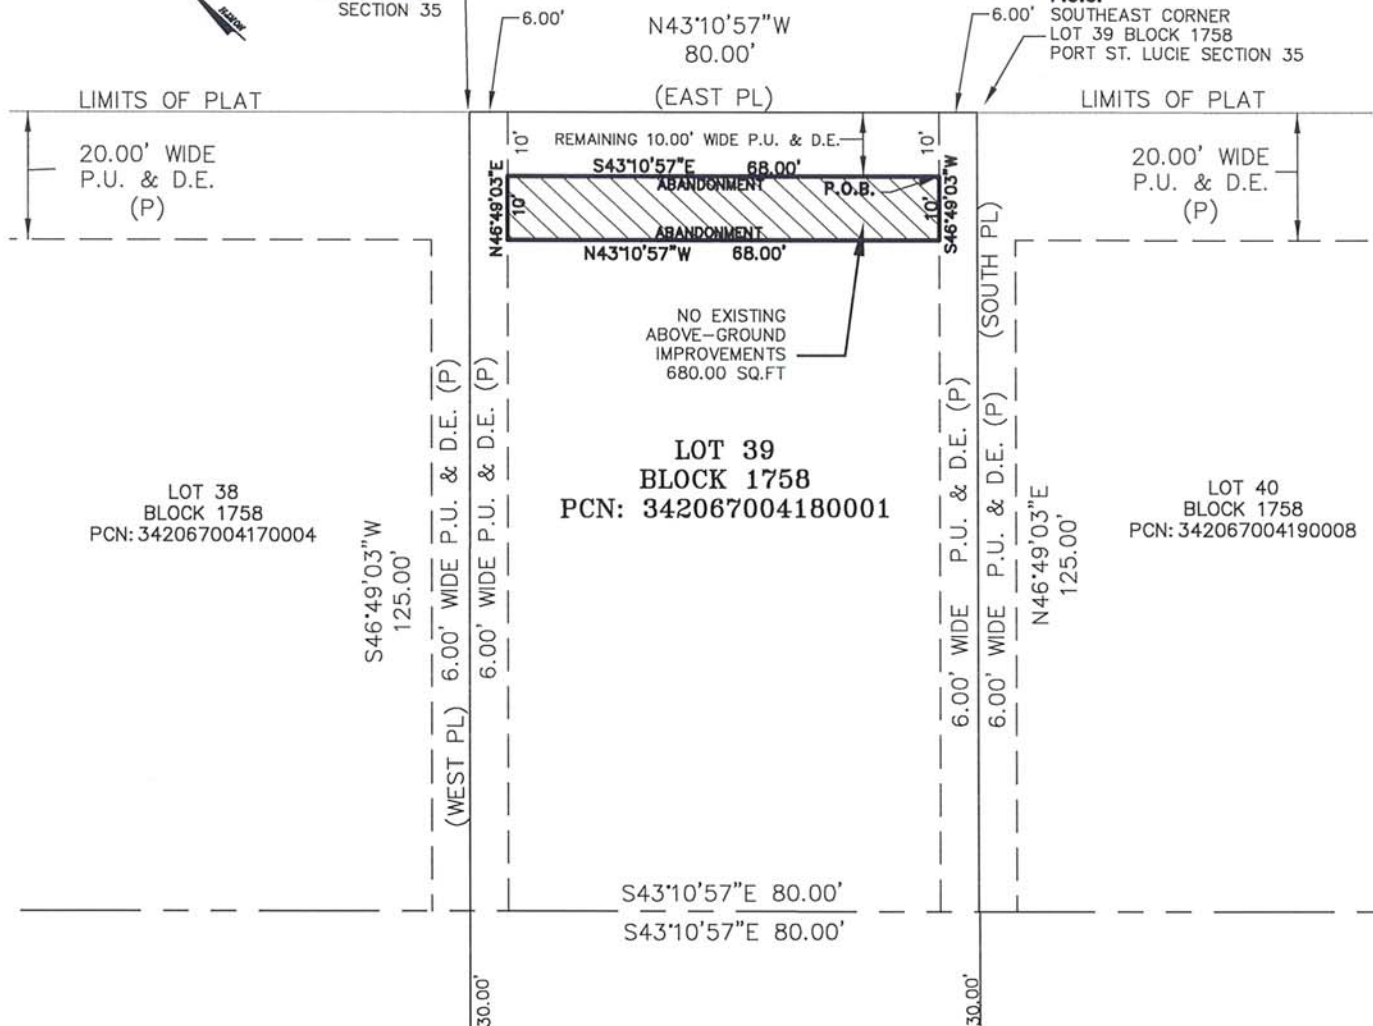 SECTION 35
NORTH
6.00'
N43°10'57"W
80.00'
(EAST PL)
6.00'
SOUTHEAST CORNER
LOT 39 BLOCK 1758
PORT ST. LUCIE SECTION 35
LIMITS OF PLAT
LIMITS OF PLAT
20.00' WIDE
P.U. & D.E.
(P)
10'
REMAINING 10.00' WIDE P.U. & D.E.
10'
20.00' WIDE
P.U. & D.E.
(P)
S43°10'57"E 68.00'
ABANDONMENT
P.O.B.
N46°49'03"E
10'
10'
S46°49'03"W
ABANDONMENT
N43°10'57"W 68.00'
(SOUTH PL)
NO EXISTING
ABOVE-GROUND
IMPROVEMENTS
680.00 SQ.FT
LOT 38
BLOCK 1758
PCN: 342067004170004
S46°49'03"W
125.00'
(WEST PL)
6.00' WIDE P.U. & D.E. (P)
6.00' WIDE P.U. & D.E. (P)
LOT 39
BLOCK 1758
PCN: 342067004180001
6.00' WIDE P.U. & D.E. (P)
6.00' WIDE P.U. & D.E. (P)
N46°49'03"E
125.00'
LOT 40
BLOCK 1758
PCN: 342067004190008
S43°10'57"E 80.00'
S43°10'57"E 80.00'
30.00'
30.00'